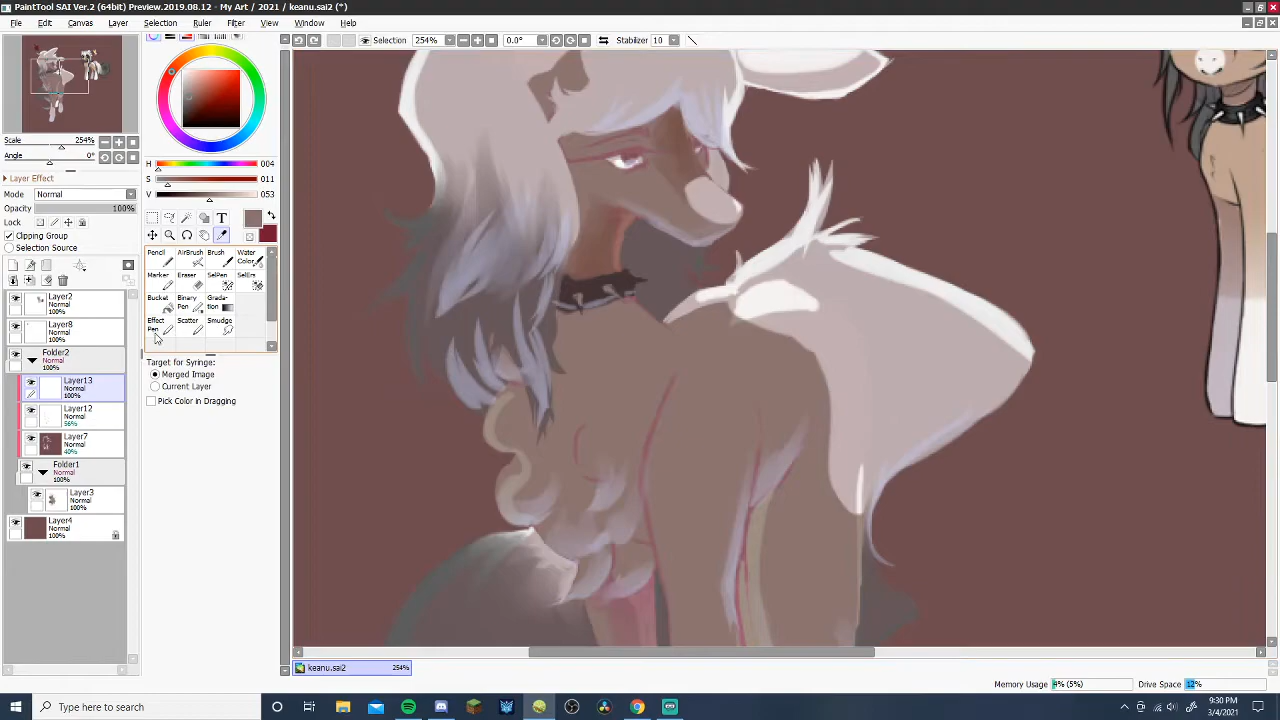 PaintTool SAI Ver.2 (64bit) Preview.2019.08.12 - My Art / 2021 / keanu.sai2 (*)
File Edit Canvas Layer Selection Ruler Filter View Window Help
Selection 254% 0.0° Stabilizer 10
Scale 254%
Angle 0°
Layer Effect
Mode Normal
Opacity 100%
Lock
Clipping Group
Selection Source
Layer2
Normal
100%
Layer8
Normal
100%
Folder2
Normal
100%
Layer13
Normal
100%
Layer12
Normal
56%
Layer7
Normal
40%
Folder1
Normal
100%
Layer3
Normal
100%
Layer4
Normal
100%
H 004
S 011
V 053
T
Pencil AirBrush Brush Water Color
Marker Eraser SelPen SelErs
Bucket Binary Pen Gradation
Effect Pen Scatter Smudge
Target for Syringe:
Merged Image
Current Layer
Pick Color in Dragging
keanu.sai2 254%
Memory Usage 4% (5%) Drive Space 12%
Type here to search
9:30 PM
3/4/2021